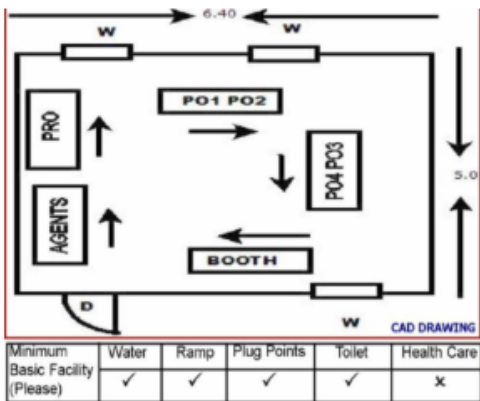 6.40
W W
PO1 PO2
PRO
PO4 PO3
5.0
AGENTS
BOOTH
D
W
CAD DRAWING
Minimum Basic Facility (Please) Water Ramp Plug Points Toilet Health Care
✓ ✓ ✓ ✓ x